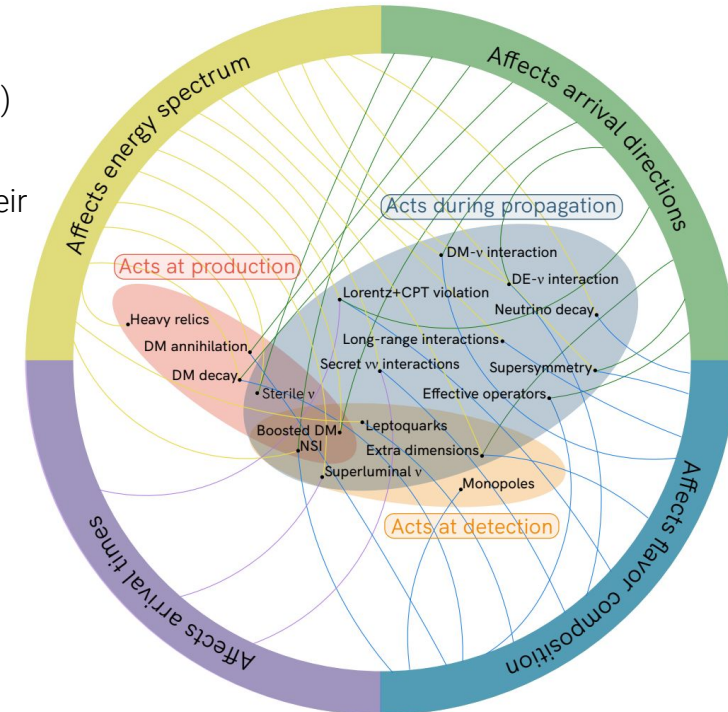 )
eir
Affects energy spectrum
Affects arrival directions
Acts during propagation
DM-ν interaction
Acts at production
DE-ν interaction
Lorentz+CPT violation
Neutrino decay
Heavy relics
Long-range interactions
DM annihilation
Secret νν interactions
Supersymmetry
DM decay
Sterile ν
Effective operators
Boosted DM
Leptoquarks
NSI
Extra dimensions
Superluminal ν
Monopoles
Acts at detection
Affects arrival times
Affects flavor composition